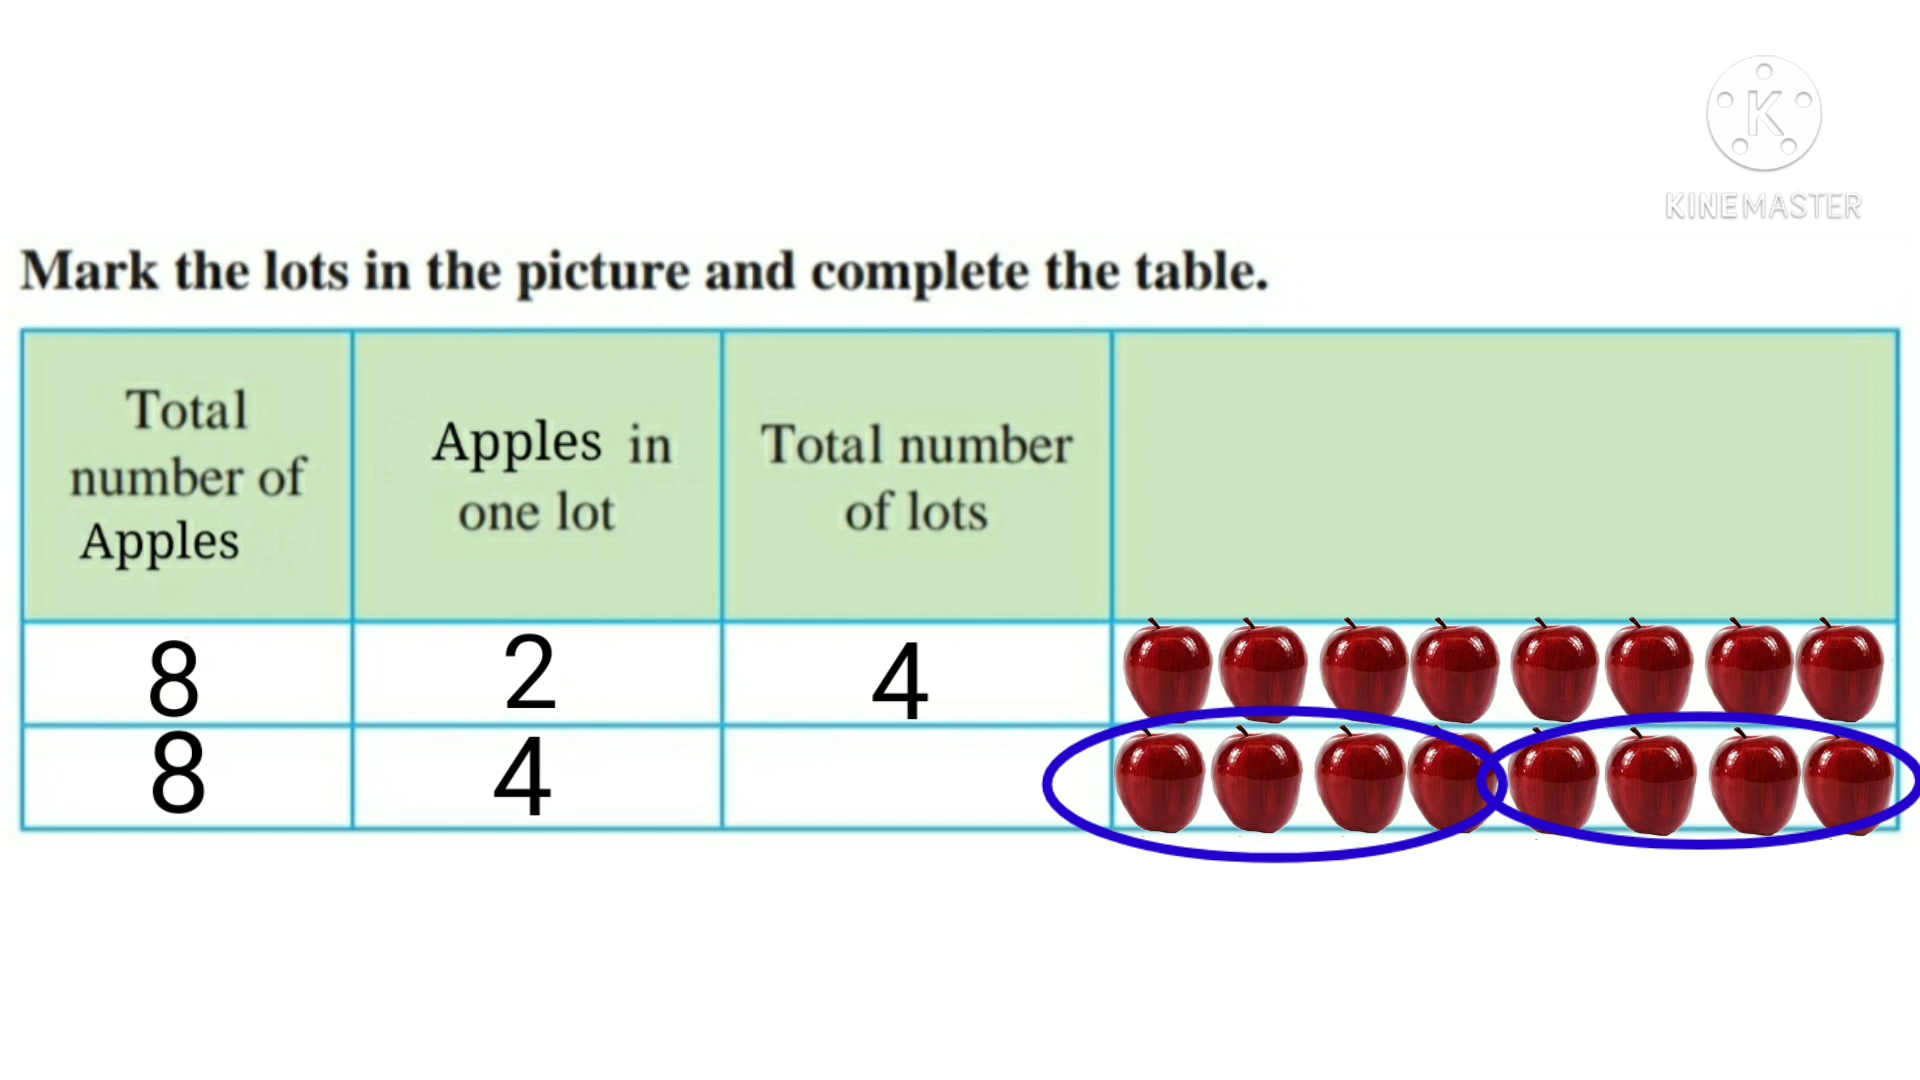 K
KINEMASTER
Mark the lots in the picture and complete the table.
Total
number of
Apples
Apples in
one lot
Total number
of lots
8 2 4
8 4